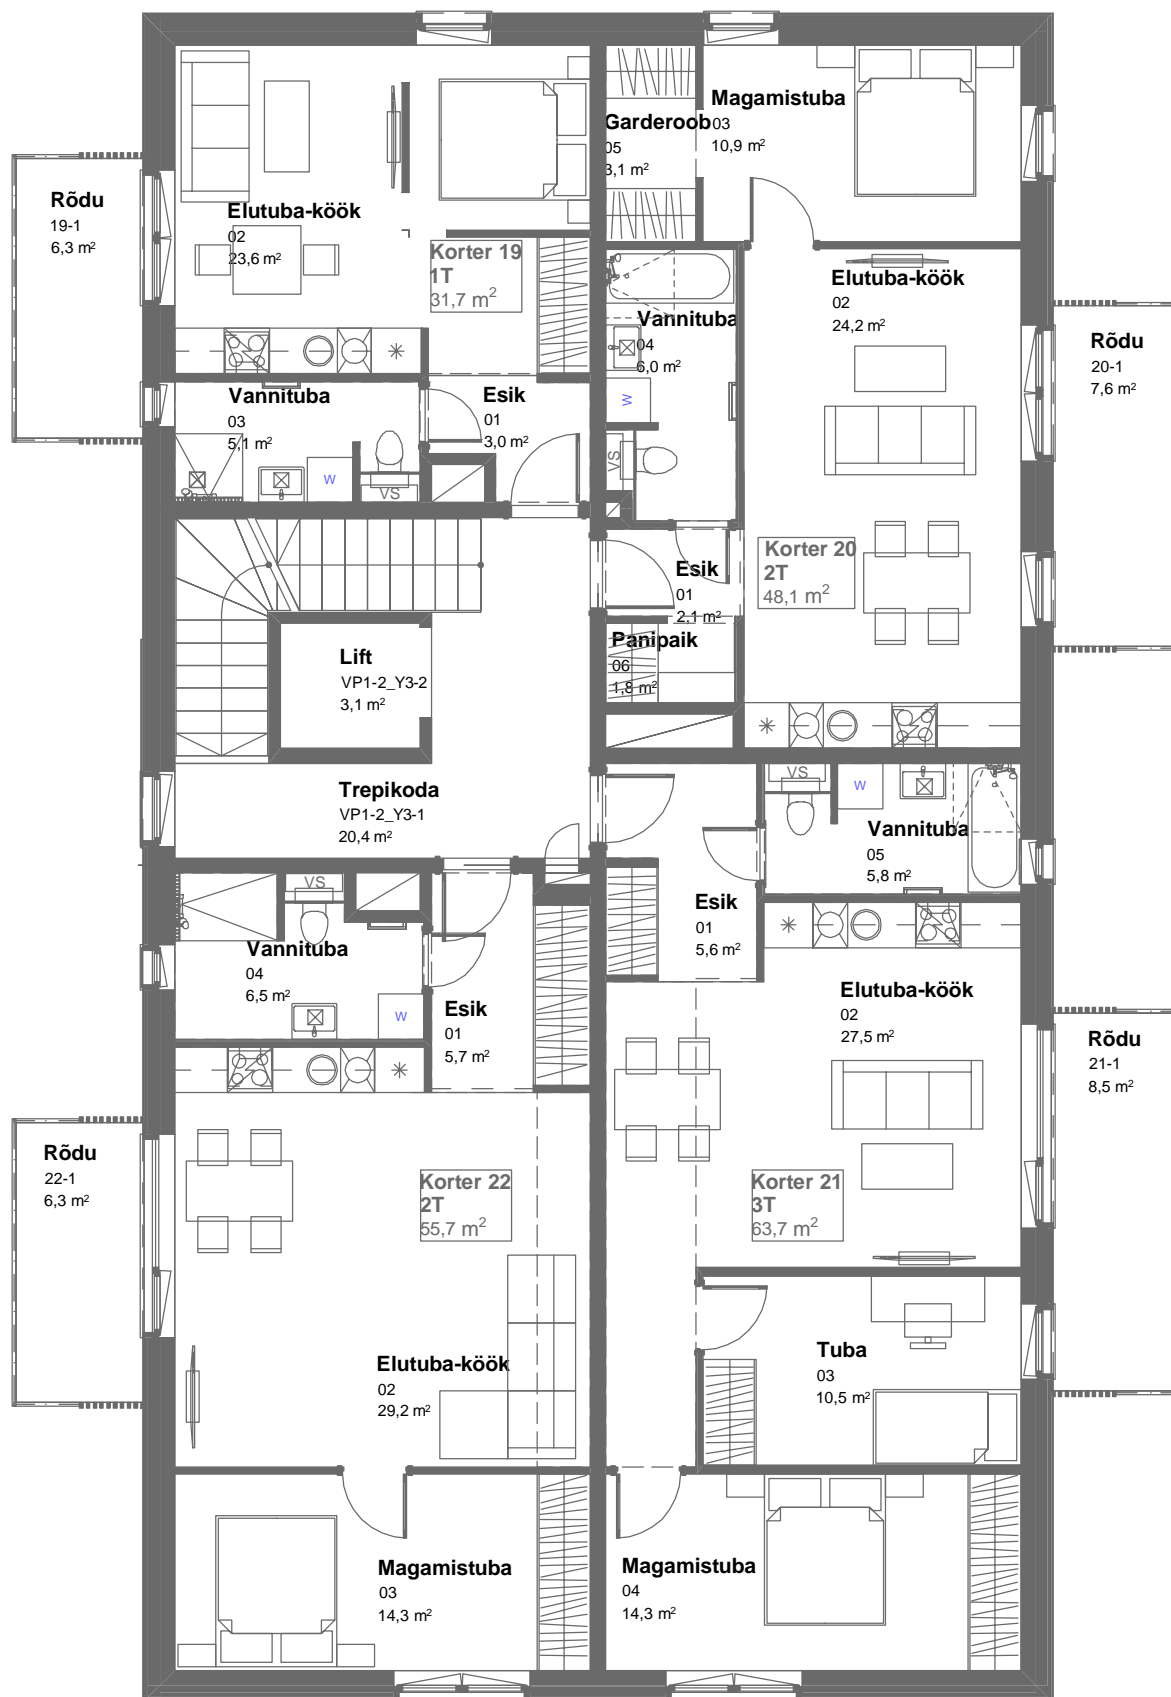 Magamistuba
03
10,9 m²
Garderoob
05
3,1 m²
Rõdu
19-1
6,3 m²
Elutuba-köök
02
23,6 m²
Korter 19
1T
31,7 m²
Elutuba-köök
02
24,2 m²
Vannituba
04
6,0 m²
Rõdu
20-1
7,6 m²
Vannituba
03
5,1 m²
Esik
01
3,0 m²
W
W
VS
VS
Korter 20
2T
48,1 m²
Esik
01
2,1 m²
Panipaik
06
1,8 m²
Lift
VP1-2_Y3-2
3,1 m²
Trepikoda
VP1-2_Y3-1
20,4 m²
VS
W
Vannituba
05
5,8 m²
VS
Vannituba
04
6,5 m²
W
Esik
01
5,7 m²
Esik
01
5,6 m²
Elutuba-köök
02
27,5 m²
Rõdu
21-1
8,5 m²
Rõdu
22-1
6,3 m²
Korter 22
2T
55,7 m²
Korter 21
3T
63,7 m²
Elutuba-köök
02
29,2 m²
Tuba
03
10,5 m²
Magamistuba
03
14,3 m²
Magamistuba
04
14,3 m²